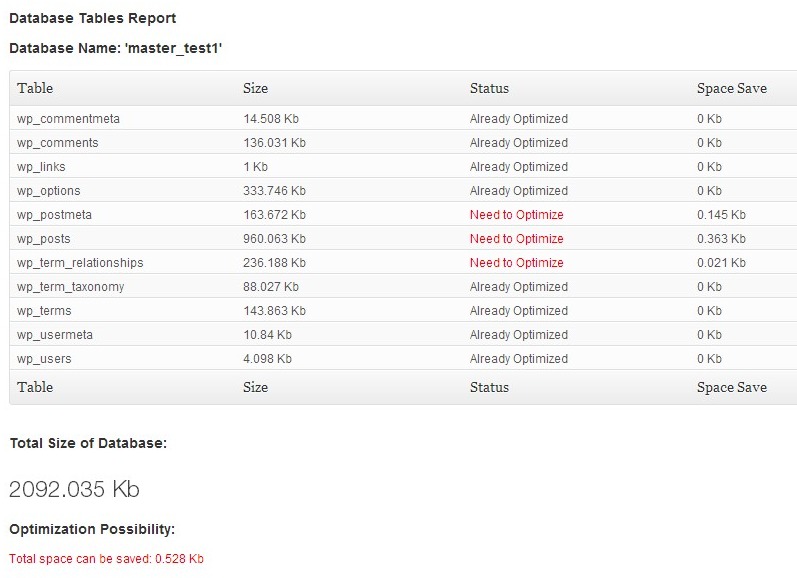 Database Tables Report
Database Name: 'master_test1'
Table Size Status Space Save
wp_commentmeta 14.508 Kb Already Optimized 0 Kb
wp_comments 136.031 Kb Already Optimized 0 Kb
wp_links 1 Kb Already Optimized 0 Kb
wp_options 333.746 Kb Already Optimized 0 Kb
wp_postmeta 163.672 Kb Need to Optimize 0.145 Kb
wp_posts 960.063 Kb Need to Optimize 0.363 Kb
wp_term_relationships 236.188 Kb Need to Optimize 0.021 Kb
wp_term_taxonomy 88.027 Kb Already Optimized 0 Kb
wp_terms 143.863 Kb Already Optimized 0 Kb
wp_usermeta 10.84 Kb Already Optimized 0 Kb
wp_users 4.098 Kb Already Optimized 0 Kb
Table Size Status Space Save
Total Size of Database:
2092.035 Kb
Optimization Possibility:
Total space can be saved: 0.528 Kb